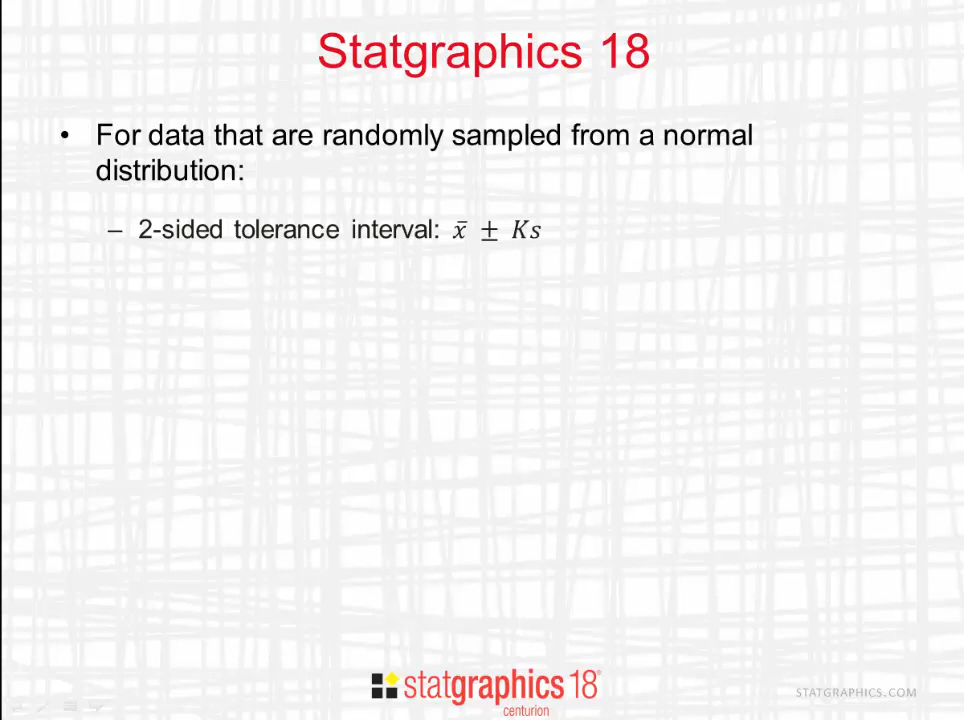 Statgraphics 18
• For data that are randomly sampled from a normal
distribution:
– 2-sided tolerance interval: x̄ ± Ks
statgraphics 18®
centurion
STATGRAPHICS.COM